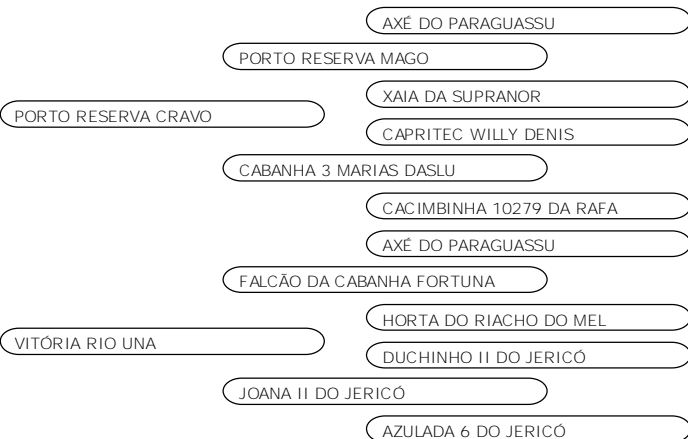 AXÉ DO PARAGUASSU
PORTO RESERVA MAGO
XAIA DA SUPRANOR
PORTO RESERVA CRAVO
CAPRITEC WILLY DENIS
CABANHA 3 MARIAS DASLU
CACIMBINHA 10279 DA RAFA
AXÉ DO PARAGUASSU
FALCÃO DA CABANHA FORTUNA
HORTA DO RIACHO DO MEL
VITÓRIA RIO UNA
DUCHINHO II DO JERICÓ
JOANA II DO JERICÓ
AZULADA 6 DO JERICÓ